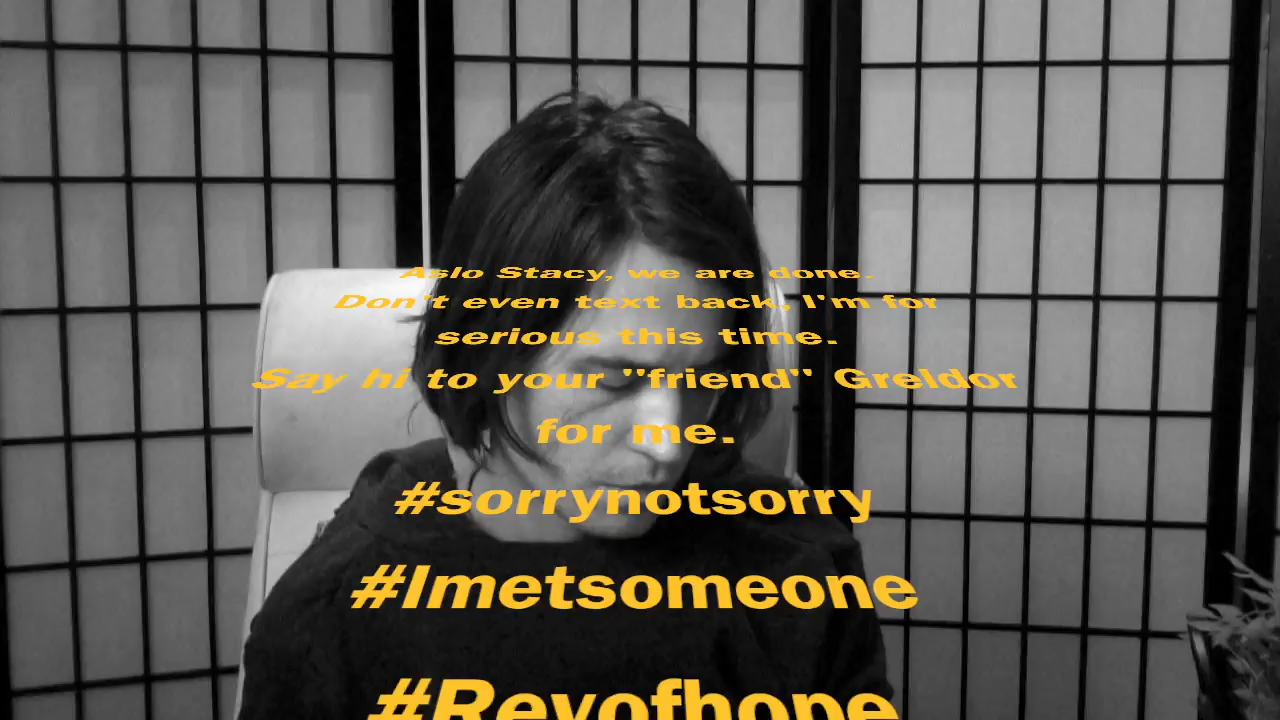 Aslo Stacy, we are done.
Don't even text back, I'm for
serious this time.
Say hi to your "friend" Greldor
for me.
#sorrynotsorry
#Imetsomeone
#Reyofhope